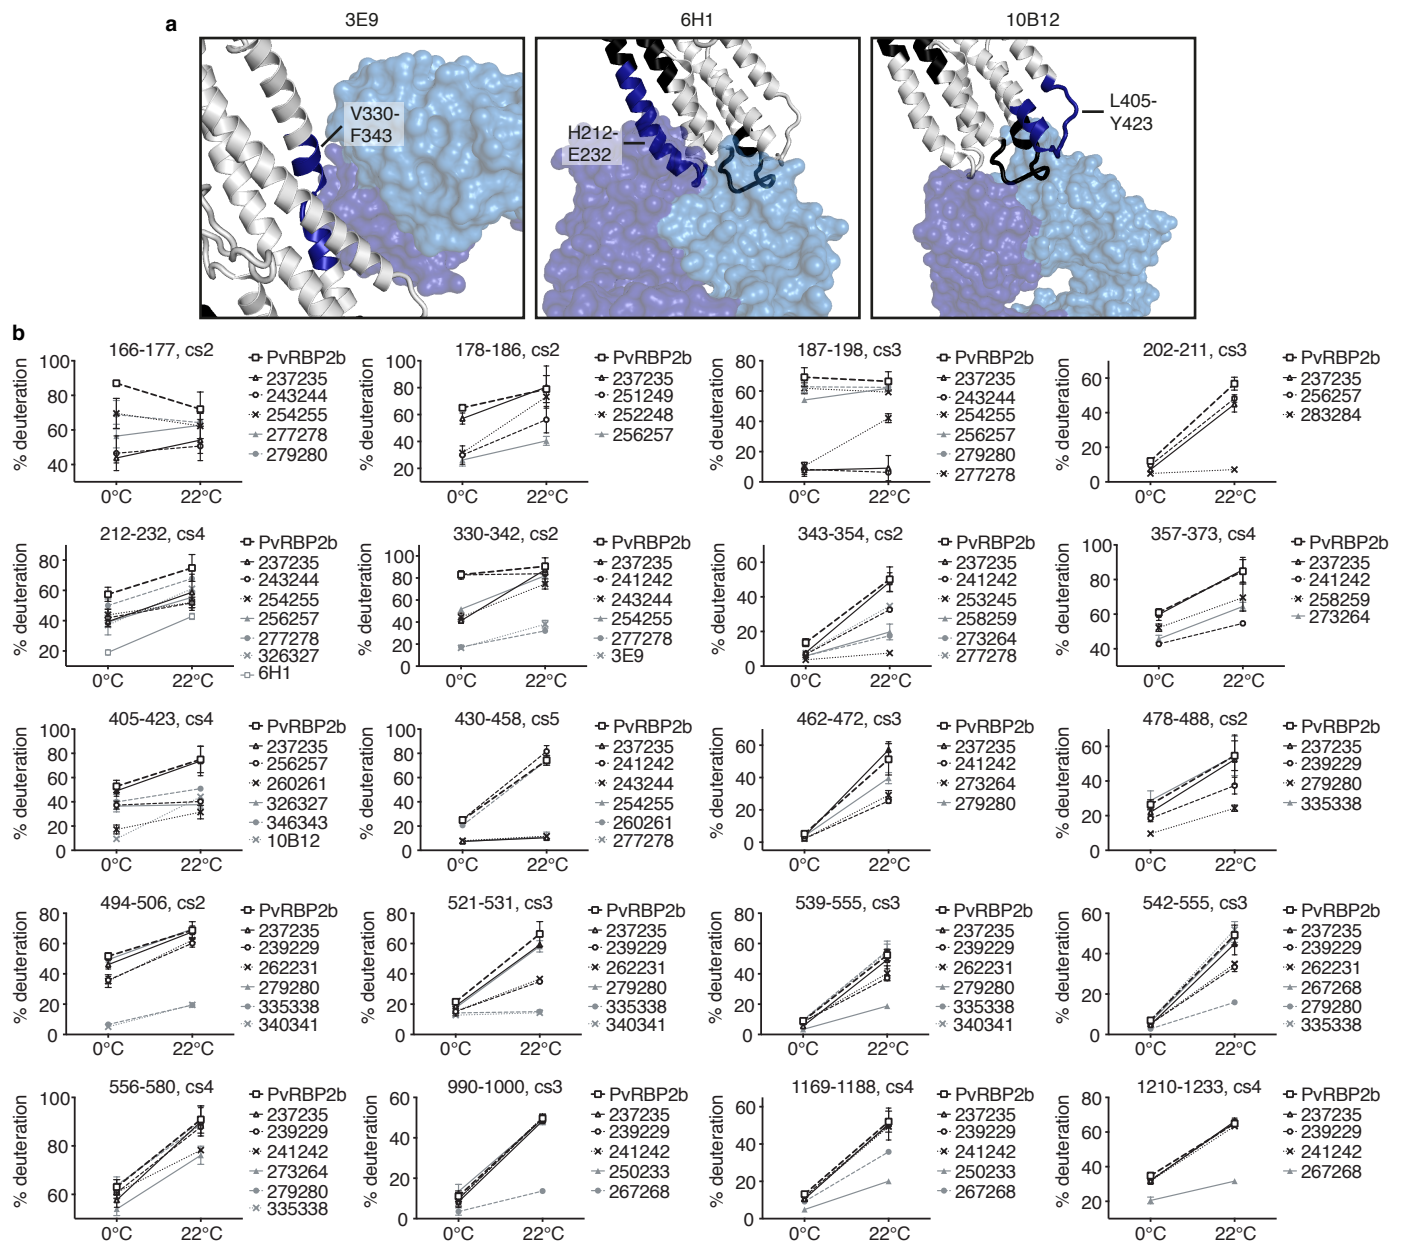 a
3E9
6H1
10B12
V330-
F343
H212-
E232
L405-
Y423
b
166-177, cs2
% deuteration
100
80
60
40
0°C
22°C
PvRBP2b
237235
243244
254255
277278
279280
178-186, cs2
% deuteration
100
80
60
40
20
0°C
22°C
PvRBP2b
237235
251249
252248
256257
187-198, cs3
% deuteration
80
60
40
20
0
0°C
22°C
PvRBP2b
237235
243244
254255
256257
279280
277278
202-211, cs3
% deuteration
60
40
20
0
0°C
22°C
PvRBP2b
237235
256257
283284
212-232, cs4
% deuteration
80
60
40
20
0°C
22°C
PvRBP2b
237235
243244
254255
256257
277278
326327
6H1
330-342, cs2
% deuteration
100
80
60
40
20
0
0°C
22°C
PvRBP2b
237235
241242
243244
254255
277278
3E9
343-354, cs2
% deuteration
60
40
20
0
0°C
22°C
PvRBP2b
237235
241242
253245
258259
273264
277278
357-373, cs4
% deuteration
100
80
60
40
0°C
22°C
PvRBP2b
237235
241242
258259
273264
405-423, cs4
% deuteration
100
80
60
40
20
0
0°C
22°C
PvRBP2b
237235
256257
260261
326327
346343
10B12
430-458, cs5
% deuteration
100
80
60
40
20
0
0°C
22°C
PvRBP2b
237235
241242
243244
254255
260261
277278
462-472, cs3
% deuteration
60
40
20
0
0°C
22°C
PvRBP2b
237235
241242
273264
279280
478-488, cs2
% deuteration
60
40
20
0
0°C
22°C
PvRBP2b
237235
239229
279280
335338
494-506, cs2
% deuteration
80
60
40
20
0
0°C
22°C
PvRBP2b
237235
239229
262231
279280
335338
340341
521-531, cs3
% deuteration
80
60
40
20
0
0°C
22°C
PvRBP2b
237235
239229
262231
279280
335338
340341
539-555, cs3
% deuteration
80
60
40
20
0
0°C
22°C
PvRBP2b
237235
239229
262231
279280
335338
340341
542-555, cs3
% deuteration
60
40
20
0
0°C
22°C
PvRBP2b
237235
239229
262231
267268
279280
335338
556-580, cs4
% deuteration
100
80
60
0°C
22°C
PvRBP2b
237235
239229
241242
273264
279280
335338
990-1000, cs3
% deuteration
60
40
20
0
0°C
22°C
PvRBP2b
237235
239229
241242
250233
267268
1169-1188, cs4
% deuteration
60
40
20
0
0°C
22°C
PvRBP2b
237235
239229
241242
250233
267268
1210-1233, cs4
% deuteration
80
60
40
20
0°C
22°C
PvRBP2b
237235
239229
241242
267268